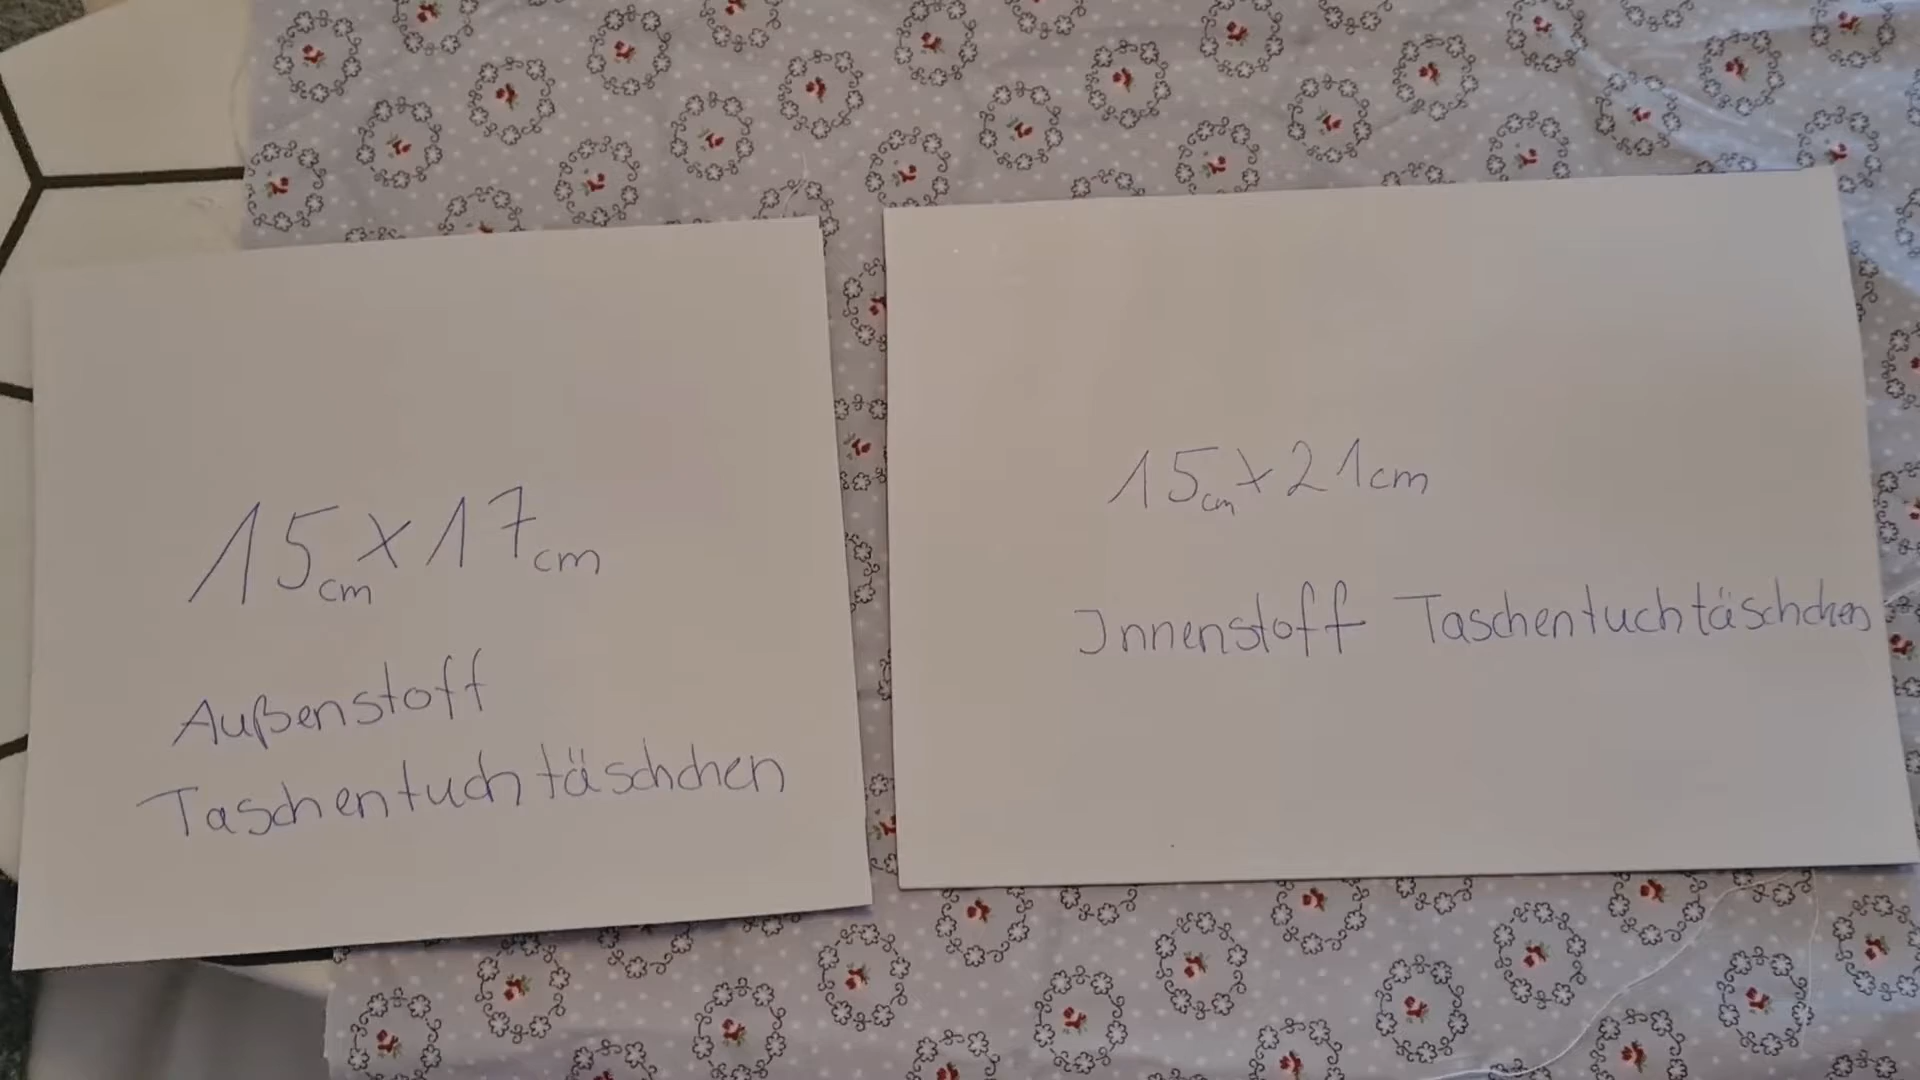 15cm x 17cm
Außenstoff
Taschentuchtäschchen
15cm x 21cm
Innenstoff Taschentuchtäschchen